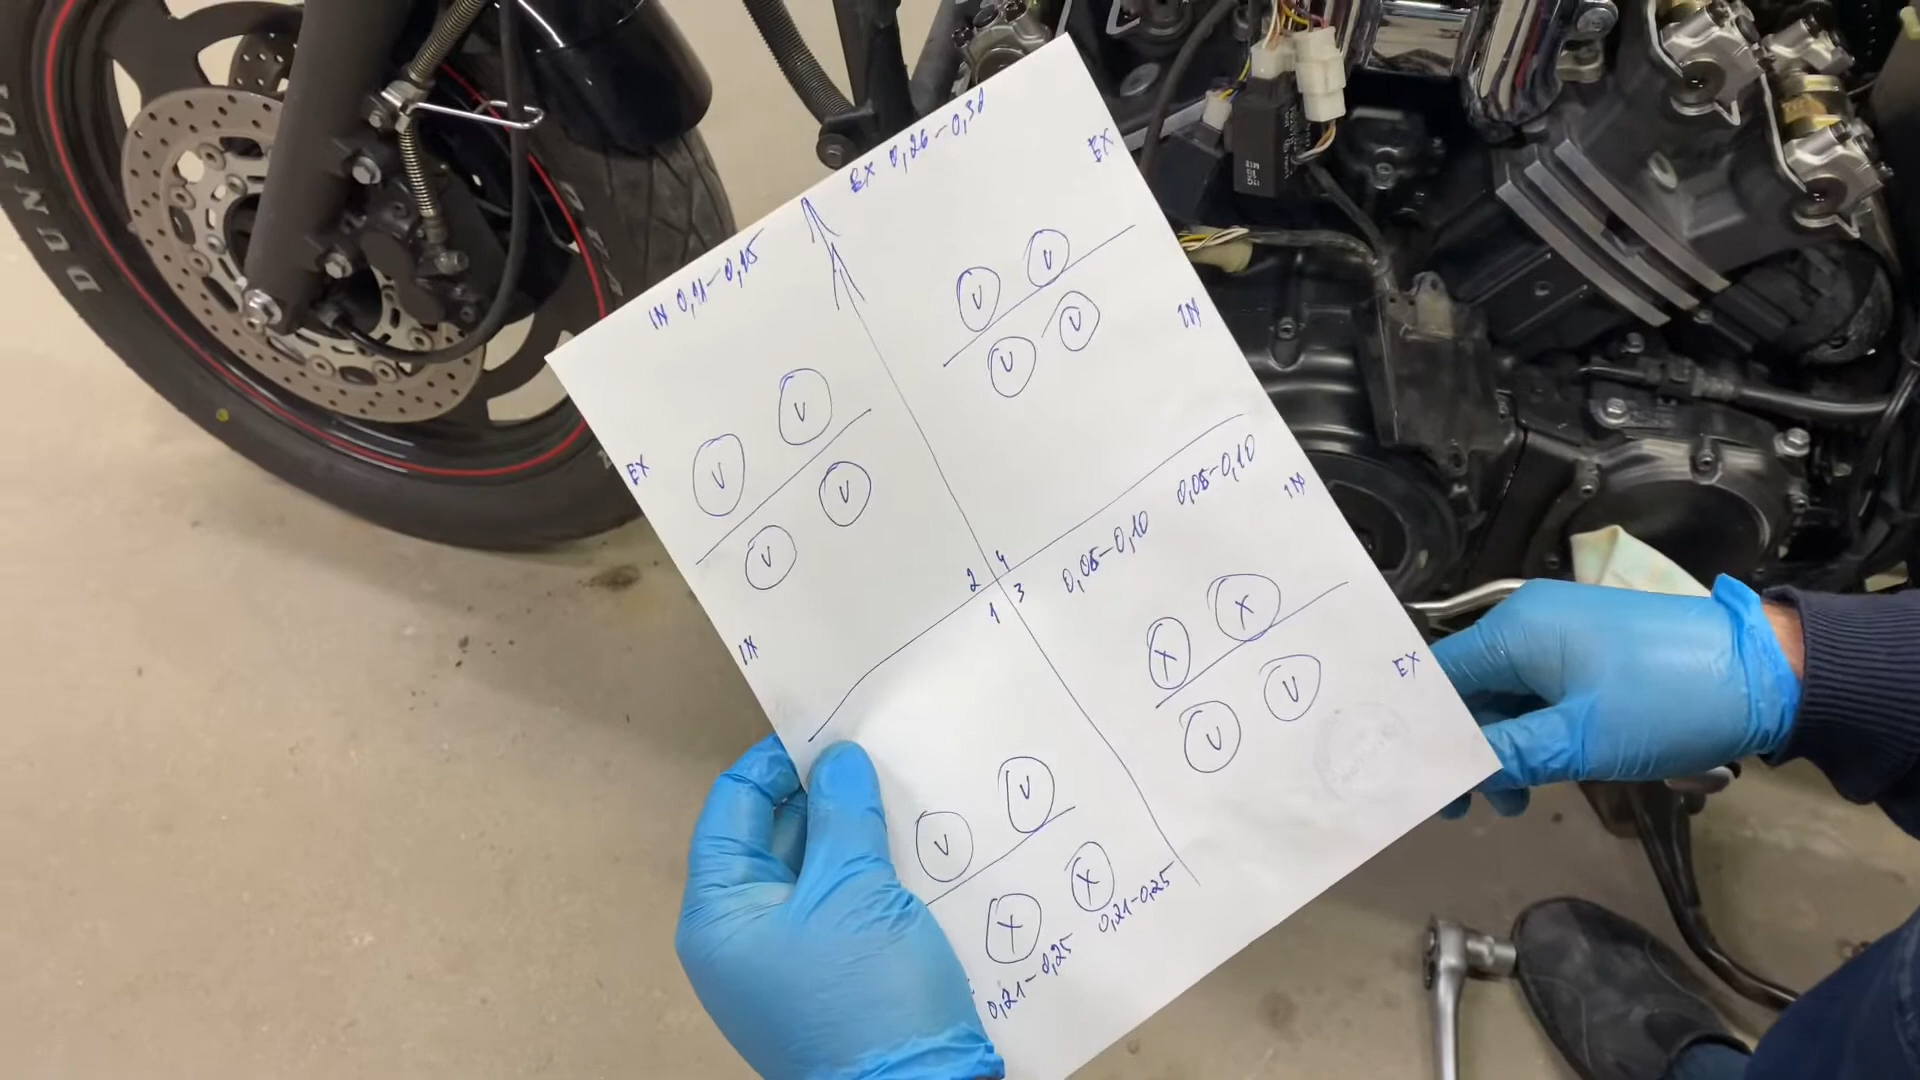 DUNLOP
EX 0,26-0,30
IN 0,11-0,15
EX
V
V
V
V
IN
V
V
EX
V
V
IN
2
4
1
3
0,05-0,10
0,05-0,10
IN
X
X
V
V
EX
V
V
X
X
0,21-0,25
0,21-0,25